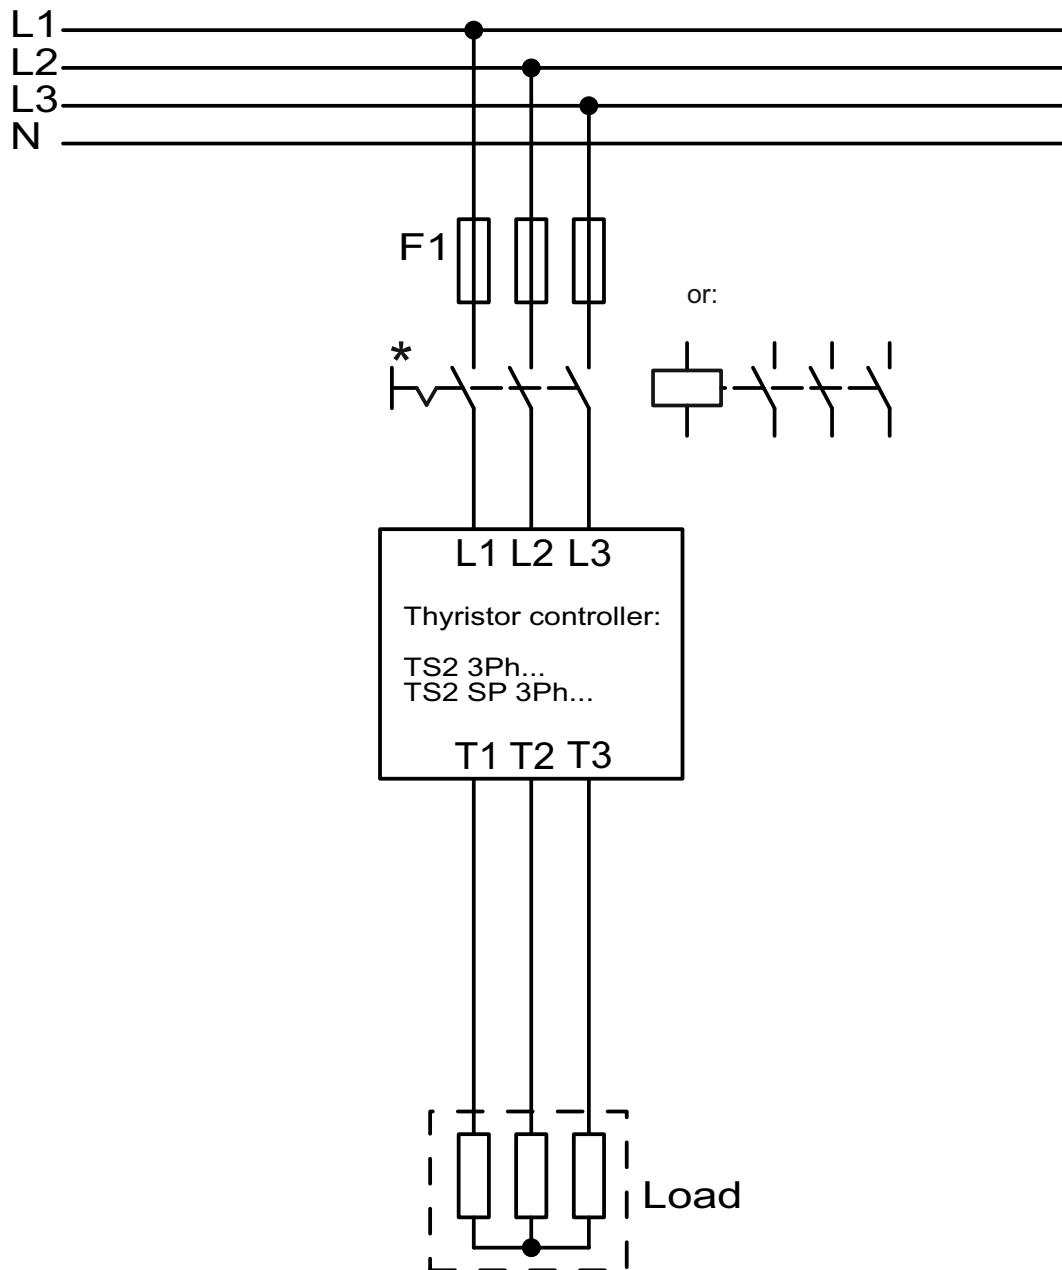 L1
L2
L3
N
F1
or:
*
L1 L2 L3
Thyristor controller:
TS2 3Ph...
TS2 SP 3Ph...
T1 T2 T3
Load